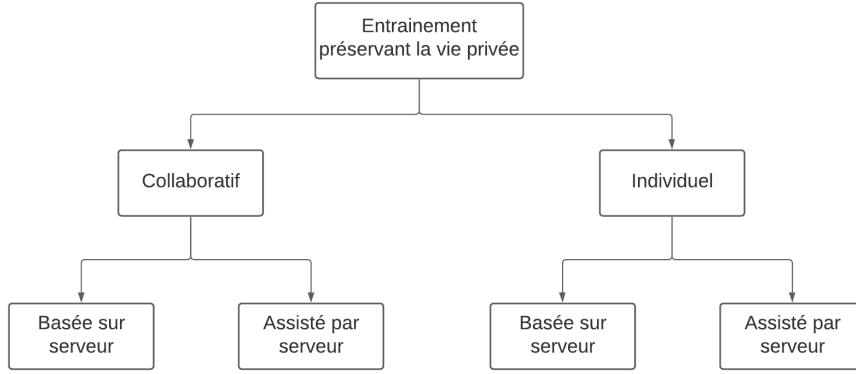 Entrainement
préservant la vie privée
Collaboratif
Individuel
Basée sur
serveur
Assisté par
serveur
Basée sur
serveur
Assisté par
serveur